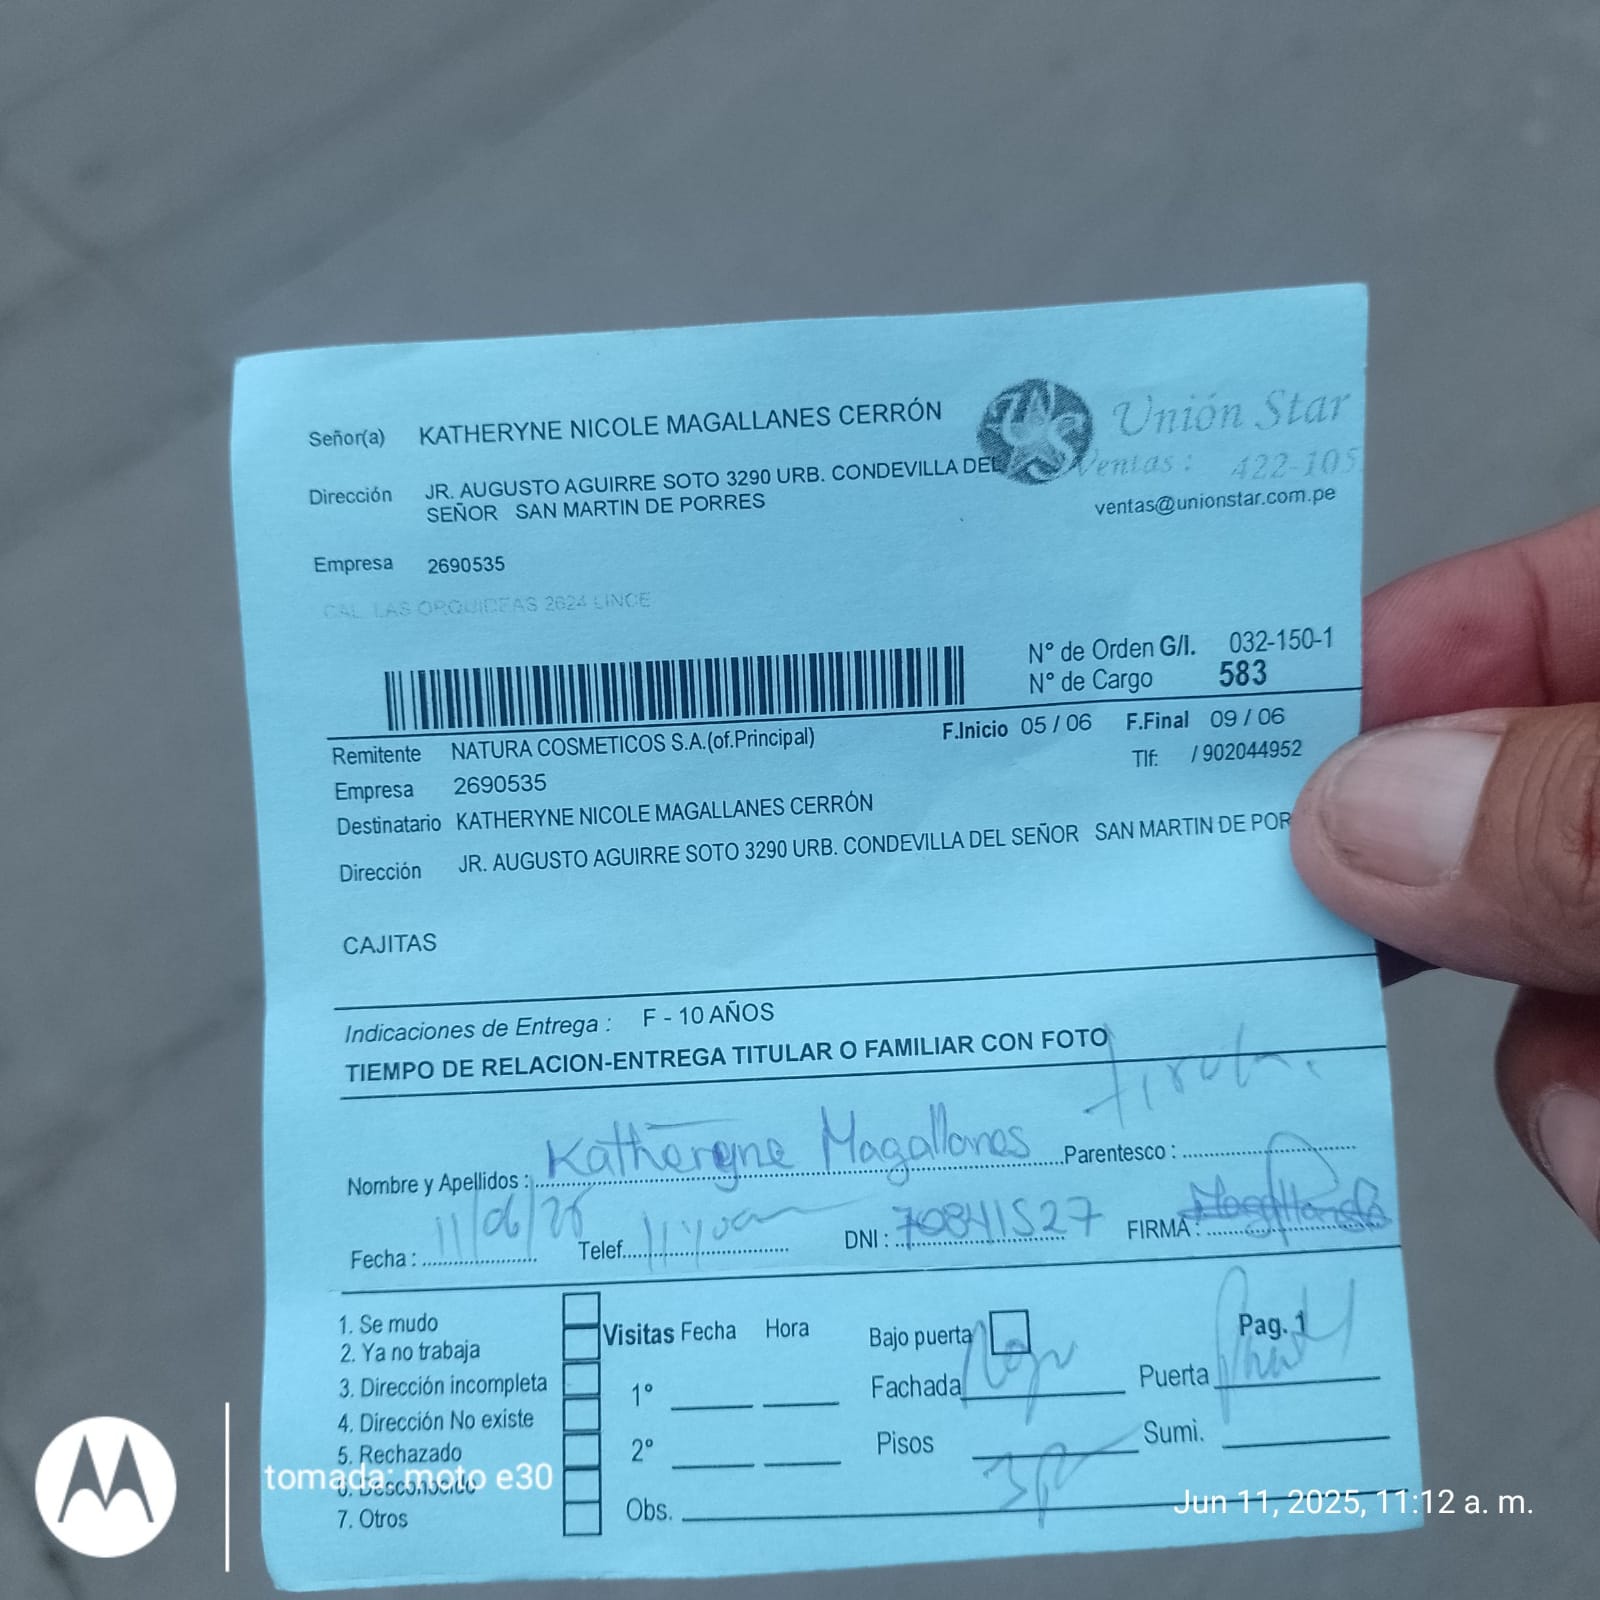 Señor(a) KATHERYNE NICOLE MAGALLANES CERRÓN
Unión Star
Dirección JR. AUGUSTO AGUIRRE SOTO 3290 URB. CONDEVILLA DEL
Ventas: 422-105
SEÑOR SAN MARTIN DE PORRES
ventas@unionstar.com.pe
Empresa 2690535
CAL. LAS ORQUIDEAS 2624 LINCE
N° de Orden G/I. 032-150-1
N° de Cargo 583
Remitente NATURA COSMETICOS S.A.(of.Principal) F.Inicio 05 / 06 F.Final 09 / 06
Empresa 2690535 Tlf: / 902044952
Destinatario KATHERYNE NICOLE MAGALLANES CERRÓN
Dirección JR. AUGUSTO AGUIRRE SOTO 3290 URB. CONDEVILLA DEL SEÑOR SAN MARTIN DE POR
CAJITAS
Indicaciones de Entrega : F - 10 AÑOS
TIEMPO DE RELACION-ENTREGA TITULAR O FAMILIAR CON FOTO
Nombre y Apellidos : Katheryne Magallanes Parentesco :
Fecha : 11/06/25 Telef. DNI : 70841527 FIRMA :
1. Se mudo
2. Ya no trabaja
3. Dirección incompleta
4. Dirección No existe
5. Rechazado
6. Desconocido
7. Otros
Visitas Fecha Hora
1°
2°
Obs.
Bajo puerta Pag. 1
Fachada Puerta
Pisos Sumi.
tomada: moto e30
Jun 11, 2025, 11:12 a. m.